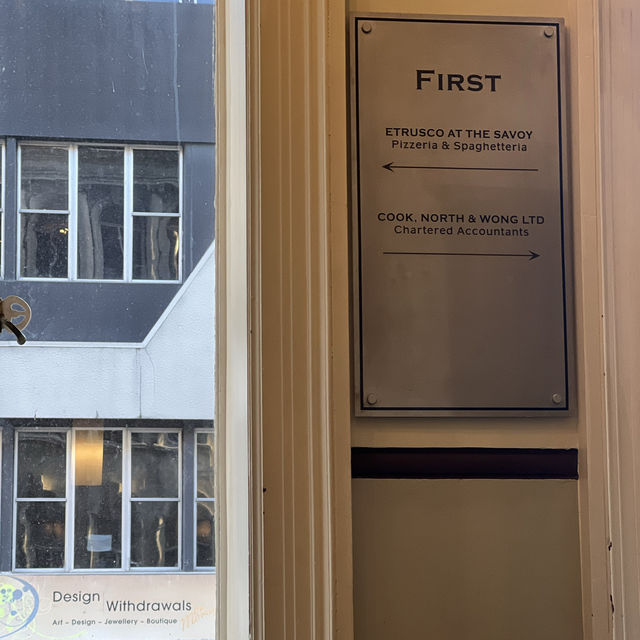 FIRST
ETRUSCO AT THE SAVOY
Pizzeria & Spaghetteria
COOK, NORTH & WONG LTD
Chartered Accountants
Design
Withdrawals
Art - Design - Jewellery - Boutique